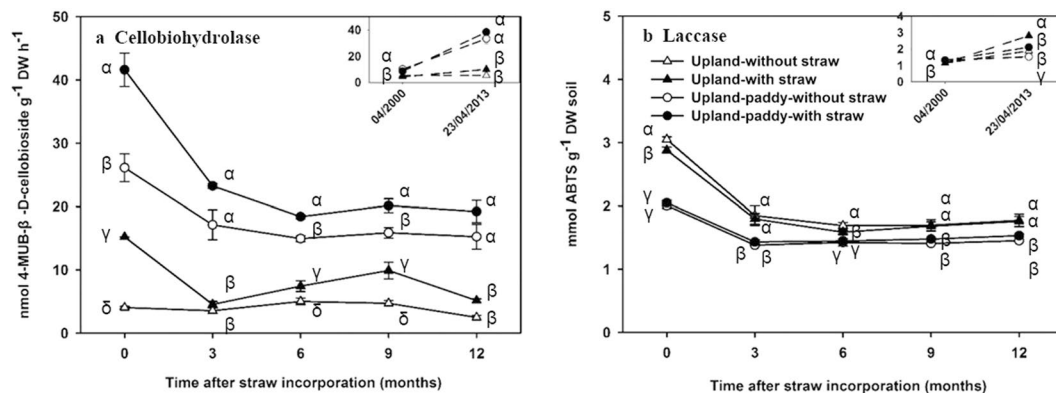 a Cellobiohydrolase
nmol 4-MUB-β -D-cellobioside g⁻¹ DW h⁻¹
50
40
30
20
10
0
α
β
γ
δ
α
α
β
β
α
β
γ
δ
α
β
γ
δ
α
α
β
β
0 3 6 9 12
Time after straw incorporation (months)
40
20
0
α
β
α
α
β
β
04/2000
23/04/2013
b Laccase
Upland-without straw
Upland-with straw
Upland-paddy-without straw
Upland-paddy-with straw
mmol ABTS g⁻¹ DW soil
5
4
3
2
1
0
α
β
γ
γ
α
α
β
β
α
β
γ
γ
α
α
β
β
α
α
β
β
0 3 6 9 12
Time after straw incorporation (months)
4
3
2
1
0
α
β
α
β
β
γ
04/2000
23/04/2013